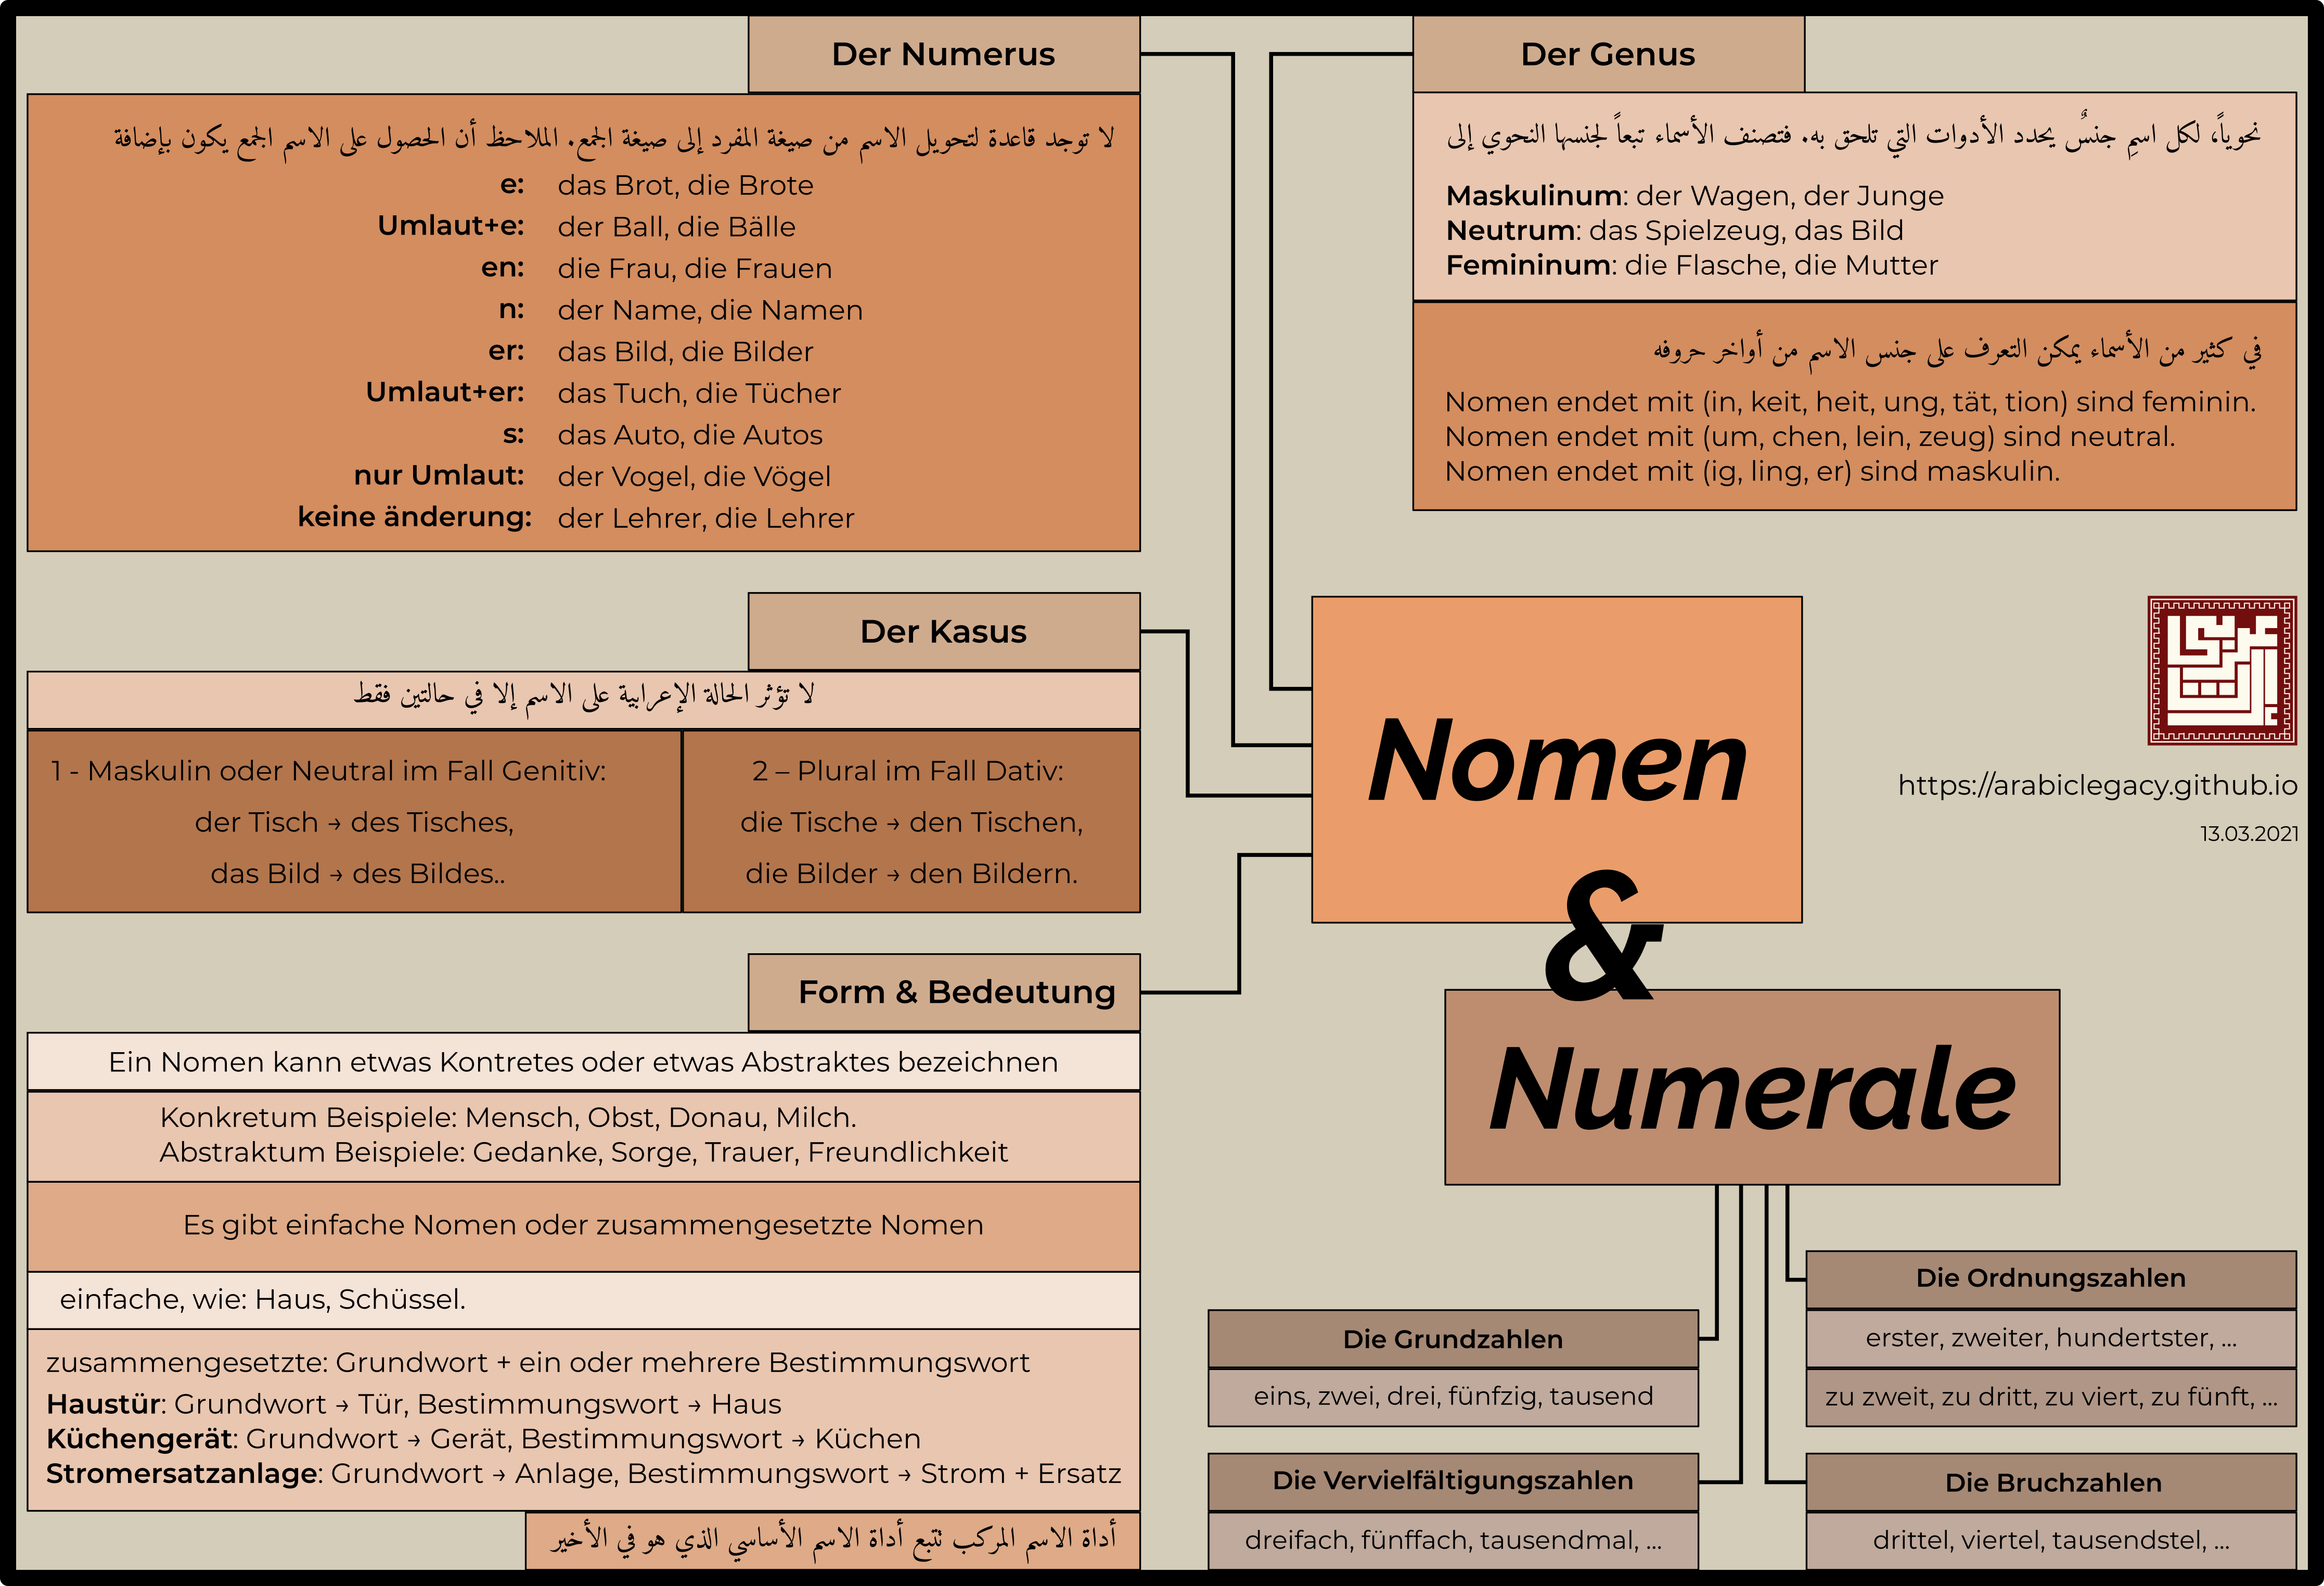 Der Numerus
لا توجد قاعدة لتحويل الاسم من صيغة المفرد إلى صيغة الجمع. الملاحظ أن الحصول على الاسم الجمع يكون بإضافة
e: das Brot, die Brote
Umlaut+e: der Ball, die Bälle
en: die Frau, die Frauen
n: der Name, die Namen
er: das Bild, die Bilder
Umlaut+er: das Tuch, die Tücher
s: das Auto, die Autos
nur Umlaut: der Vogel, die Vögel
keine änderung: der Lehrer, die Lehrer
Der Genus
نحوياً، لكل اسمِ جنسٌ يحدد الأدوات التي تلحق به. فتصنف الأسماء تبعاً لجنسها النحوي إلى
Maskulinum: der Wagen, der Junge
Neutrum: das Spielzeug, das Bild
Femininum: die Flasche, die Mutter
في كثير من الأسماء يمكن التعرف على جنس الاسم من أواخر حروفه
Nomen endet mit (in, keit, heit, ung, tät, tion) sind feminin.
Nomen endet mit (um, chen, lein, zeug) sind neutral.
Nomen endet mit (ig, ling, er) sind maskulin.
Der Kasus
لا تؤثر الحالة الإعرابية على الاسم إلا في حالتين فقط
1 - Maskulin oder Neutral im Fall Genitiv:
der Tisch → des Tisches,
das Bild → des Bildes..
2 – Plural im Fall Dativ:
die Tische → den Tischen,
die Bilder → den Bildern.
Nomen
&
Numerale
https://arabiclegacy.github.io
13.03.2021
Form & Bedeutung
Ein Nomen kann etwas Kontretes oder etwas Abstraktes bezeichnen
Konkretum Beispiele: Mensch, Obst, Donau, Milch.
Abstraktum Beispiele: Gedanke, Sorge, Trauer, Freundlichkeit
Es gibt einfache Nomen oder zusammengesetzte Nomen
einfache, wie: Haus, Schüssel.
zusammengesetzte: Grundwort + ein oder mehrere Bestimmungswort
Haustür: Grundwort → Tür, Bestimmungswort → Haus
Küchengerät: Grundwort → Gerät, Bestimmungswort → Küchen
Stromersatzanlage: Grundwort → Anlage, Bestimmungswort → Strom + Ersatz
أداة الاسم المركب تتبع أداة الاسم الأساسي الذي هو في الأخير
Die Grundzahlen
eins, zwei, drei, fünfzig, tausend
Die Vervielfältigungszahlen
dreifach, fünffach, tausendmal, ...
Die Ordnungszahlen
erster, zweiter, hundertster, ...
zu zweit, zu dritt, zu viert, zu fünft, ...
Die Bruchzahlen
drittel, viertel, tausendstel, ...